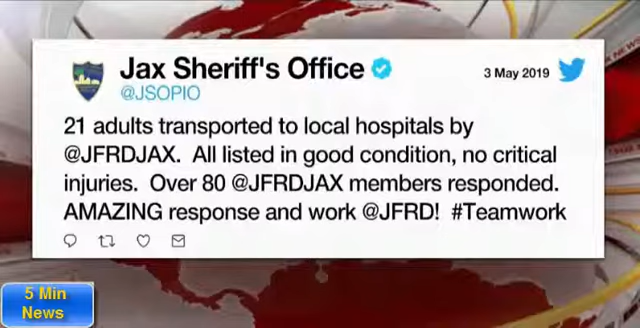 Jax Sheriff's Office
@JSOPIO
3 May 2019
21 adults transported to local hospitals by
@JFRDJAX. All listed in good condition, no critical
injuries. Over 80 @JFRDJAX members responded.
AMAZING response and work @JFRD! #Teamwork
5 Min
News